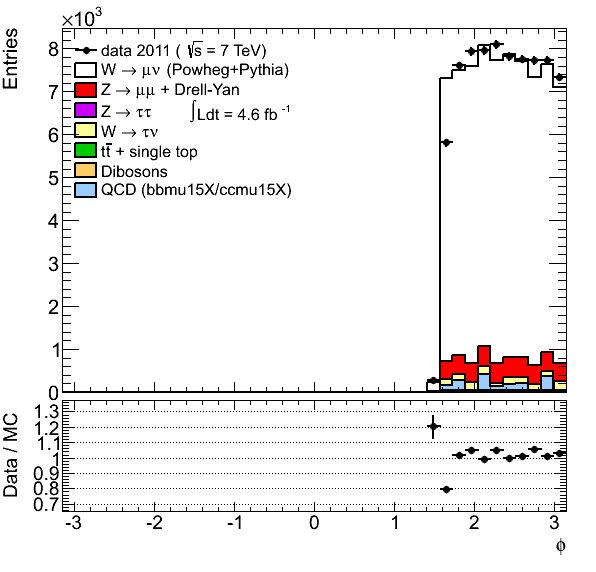 ×10³
Entries
8
7
6
5
4
3
2
1
0
data 2011 ( √s = 7 TeV)
W → μν (Powheg+Pythia)
Z → μμ + Drell-Yan
Z → ττ ∫Ldt = 4.6 fb⁻¹
W → τν
tt̄ + single top
Dibosons
QCD (bbmu15X/ccmu15X)
Data / MC
1.3
1.2
1.1
1
0.9
0.8
0.7
-3 -2 -1 0 1 2 3
ϕ